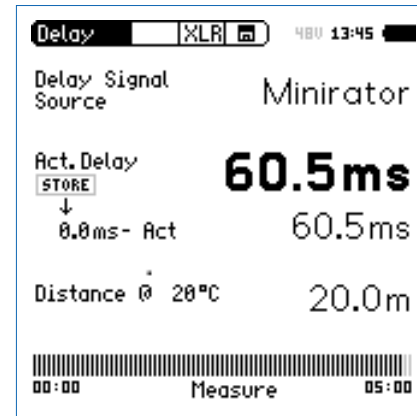 Delay XLR 48V 13:45
Delay Signal
Source
Minirator
Act. Delay
60.5ms
STORE
↓
0.0ms- Act
60.5ms
Distance @ 20°C
20.0m
00:00 Measure 05:00